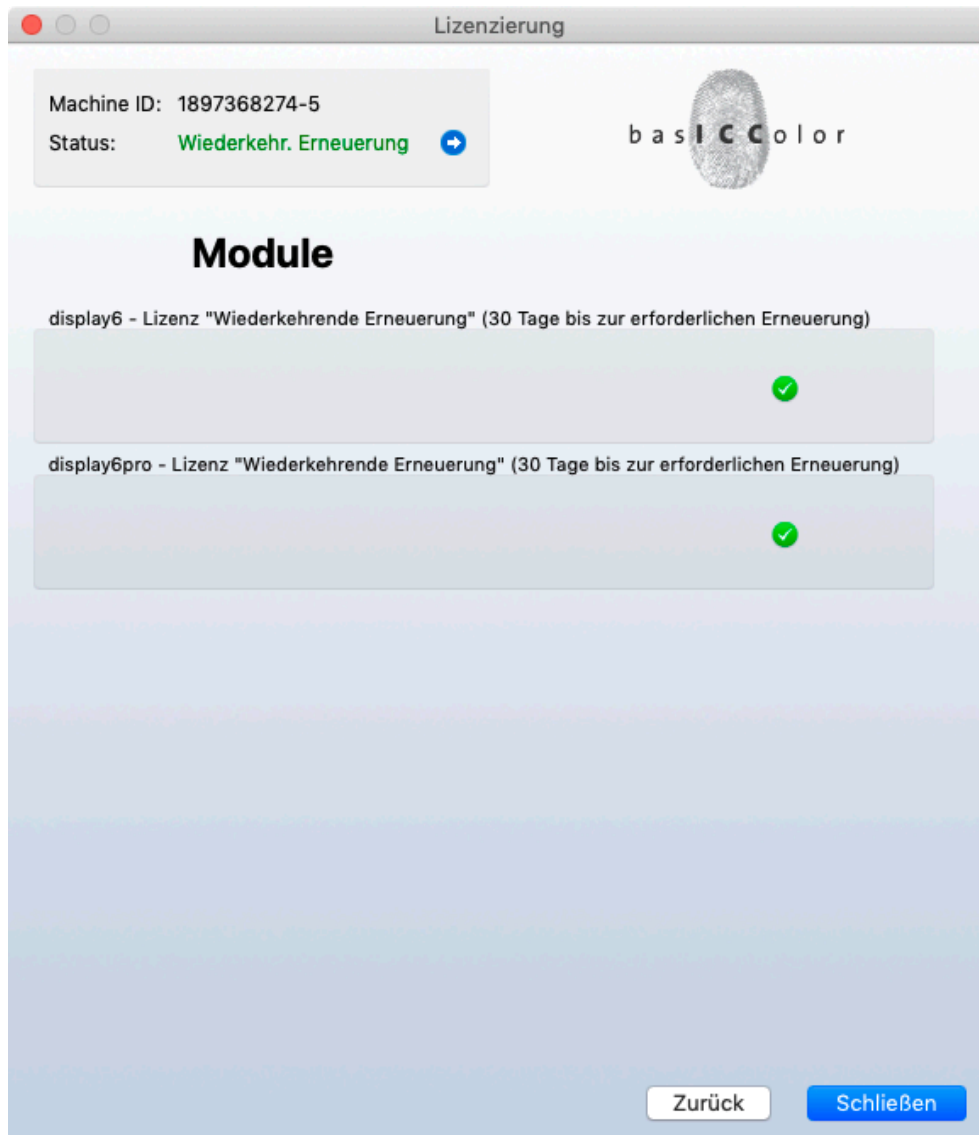 Lizenzierung
Machine ID: 1897368274-5
Status: Wiederkehr. Erneuerung
basICColor
Module
display6 - Lizenz "Wiederkehrende Erneuerung" (30 Tage bis zur erforderlichen Erneuerung)
display6pro - Lizenz "Wiederkehrende Erneuerung" (30 Tage bis zur erforderlichen Erneuerung)
Zurück Schließen